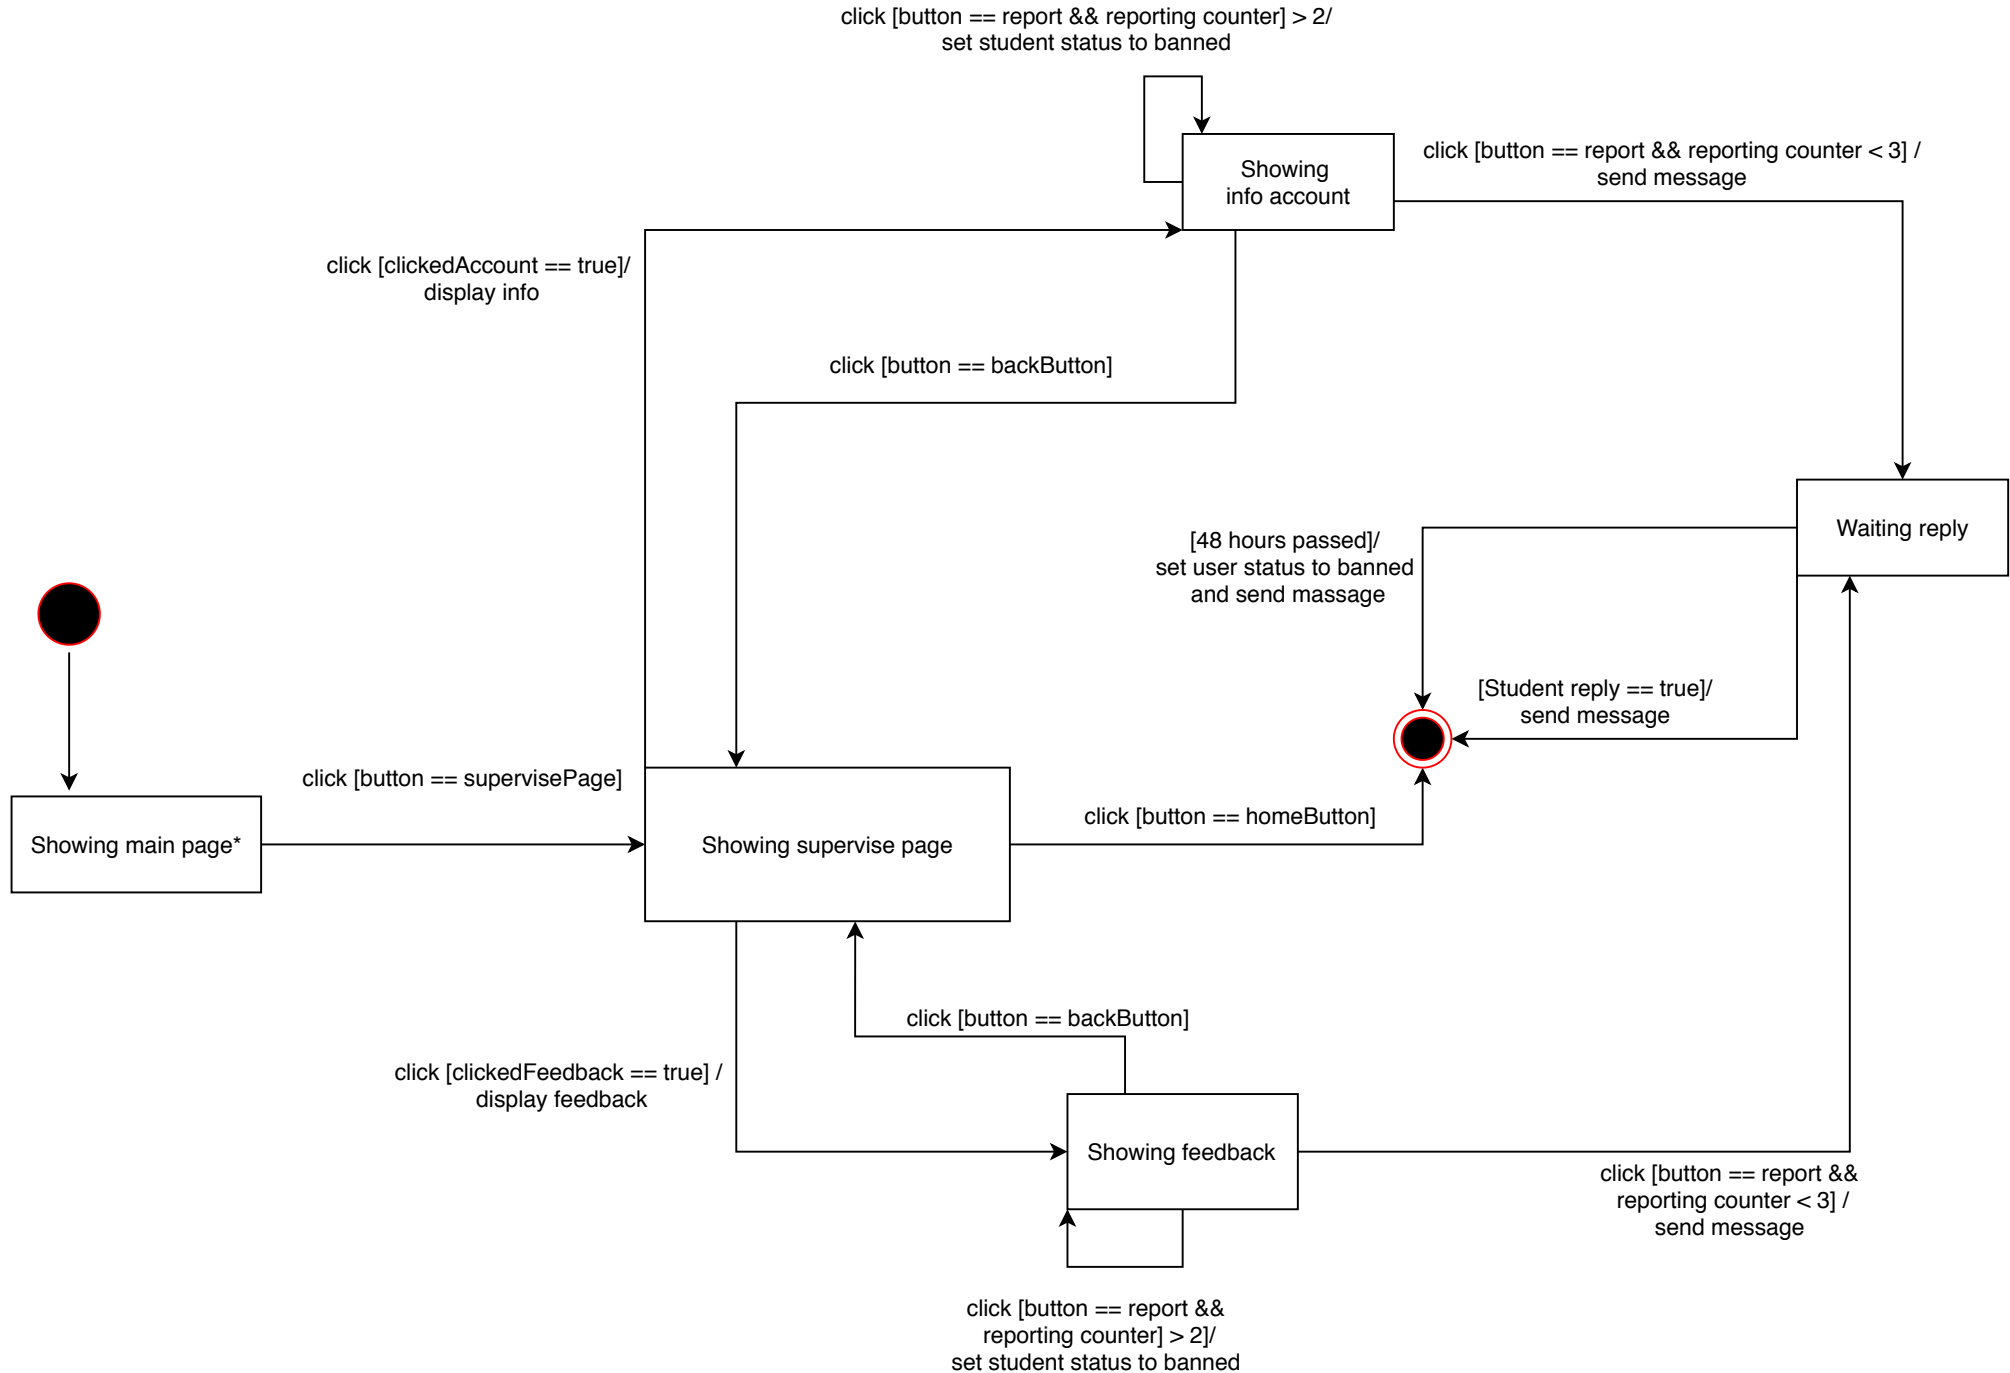 click [button == report && reporting counter] > 2/
set student status to banned
click [button == report && reporting counter < 3] /
send message
Showing
info account
click [clickedAccount == true]/
display info
click [button == backButton]
[48 hours passed]/
set user status to banned
and send massage
Waiting reply
[Student reply == true]/
send message
click [button == supervisePage]
click [button == homeButton]
Showing main page*
Showing supervise page
click [button == backButton]
click [clickedFeedback == true] /
display feedback
Showing feedback
click [button == report &&
reporting counter < 3] /
send message
click [button == report &&
reporting counter] > 2]/
set student status to banned